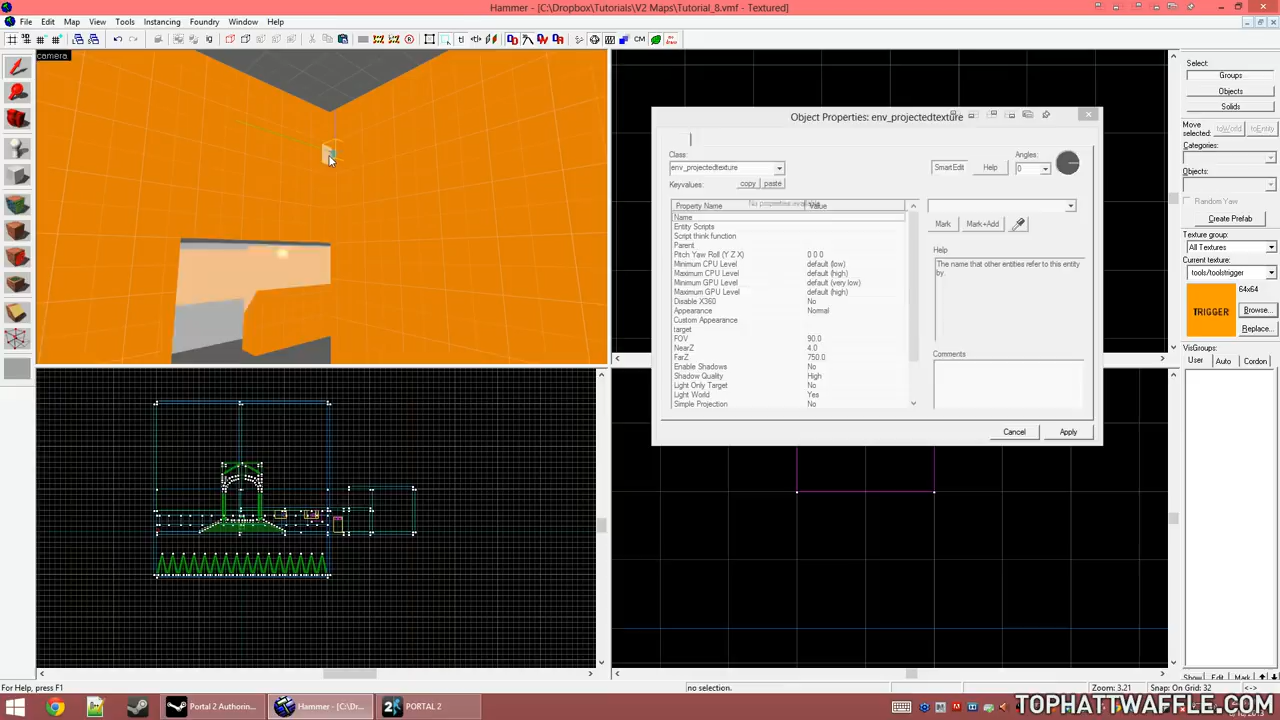 Hammer - [C:\Dropbox\Tutorials\V2 Maps\Tutorial_8.vmf - Textured]
File Edit Map View Tools Instancing Foundry Window Help
CM
camera
Object Properties: env_projectedtexture
Class:
env_projectedtexture
SmartEdit
Help
Angles:
0
Keyvalues:
copy
paste
No properties available
Property Name
Value
Name
Entity Scripts
Script think function
Parent
Pitch Yaw Roll (Y Z X) 0 0 0
Minimum CPU Level default (low)
Maximum CPU Level default (high)
Minimum GPU Level default (very low)
Maximum GPU Level default (high)
Disable X360 No
Appearance Normal
Custom Appearance
target
FOV 90.0
NearZ 4.0
FarZ 750.0
Enable Shadows No
Shadow Quality High
Light Only Target No
Light World Yes
Simple Projection No
Mark
Mark+Add
Help
The name that other entities refer to this entity
by.
Comments
Cancel
Apply
Select:
Groups
Objects
Solids
Move
selected:
toWorld
toEntity
Categories:
Objects:
Random Yaw
Create Prefab
Texture group:
All Textures
Current texture:
tools/toolstrigger
TRIGGER
64x64
Browse...
Replace...
VisGroups:
User Auto Cordon
Show Edit Mark
For Help, press F1
no selection.
Zoom: 3.21
Snap: On Grid: 32
<->
Portal 2 Authorin...
Hammer - [C:\Dr...
PORTAL 2
TOPHATTWAFFLE.COM